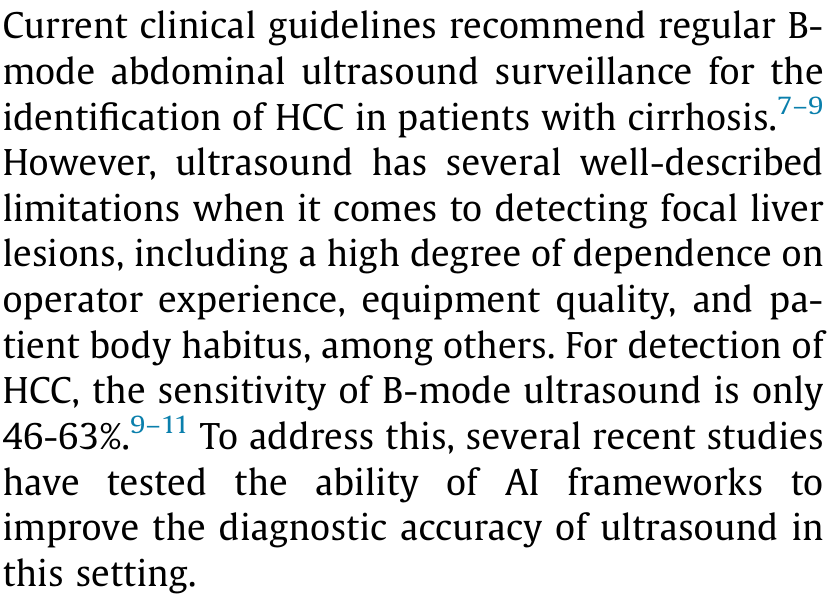 Current clinical guidelines recommend regular B-
mode abdominal ultrasound surveillance for the
identification of HCC in patients with cirrhosis.7–9
However, ultrasound has several well-described
limitations when it comes to detecting focal liver
lesions, including a high degree of dependence on
operator experience, equipment quality, and pa-
tient body habitus, among others. For detection of
HCC, the sensitivity of B-mode ultrasound is only
46-63%.9–11 To address this, several recent studies
have tested the ability of AI frameworks to
improve the diagnostic accuracy of ultrasound in
this setting.